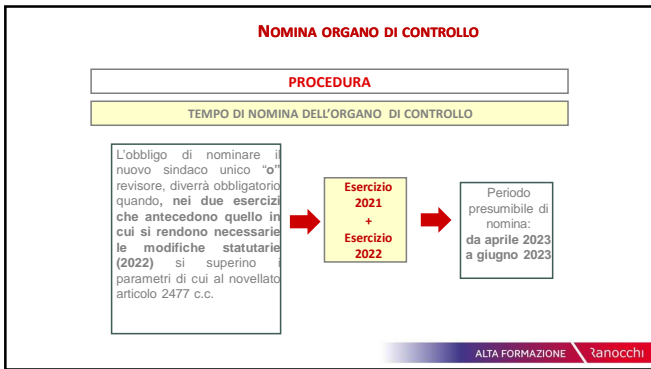 NOMINA ORGANO DI CONTROLLO
PROCEDURA
TEMPO DI NOMINA DELL'ORGANO DI CONTROLLO
L'obbligo di nominare il
nuovo sindaco unico "o"
revisore, diverrà obbligatorio
quando, nei due esercizi
che antecedono quello in
cui si rendono necessarie
le modifiche statutarie
(2022) si superino i
parametri di cui al novellato
articolo 2477 c.c.
Esercizio
2021
+
Esercizio
2022
Periodo
presumibile di
nomina:
da aprile 2023
a giugno 2023
ALTA FORMAZIONE Ranocchi